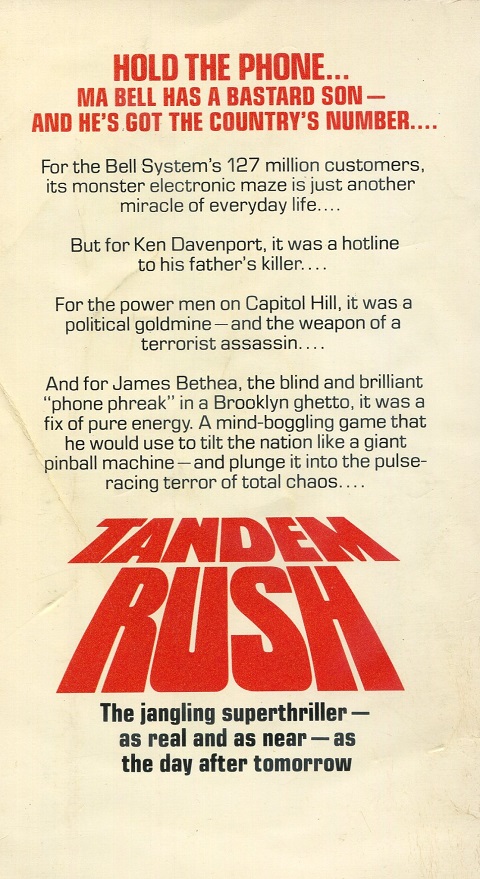 HOLD THE PHONE...
MA BELL HAS A BASTARD SON—
AND HE'S GOT THE COUNTRY'S NUMBER....
For the Bell System's 127 million customers,
its monster electronic maze is just another
miracle of everyday life....
But for Ken Davenport, it was a hotline
to his father's killer....
For the power men on Capitol Hill, it was a
political goldmine—and the weapon of a
terrorist assassin....
And for James Bethea, the blind and brilliant
“phone phreak” in a Brooklyn ghetto, it was a
fix of pure energy. A mind-boggling game that
he would use to tilt the nation like a giant
pinball machine—and plunge it into the pulse-
racing terror of total chaos....
TANDEM
RUSH
The jangling superthriller—
as real and as near—as
the day after tomorrow